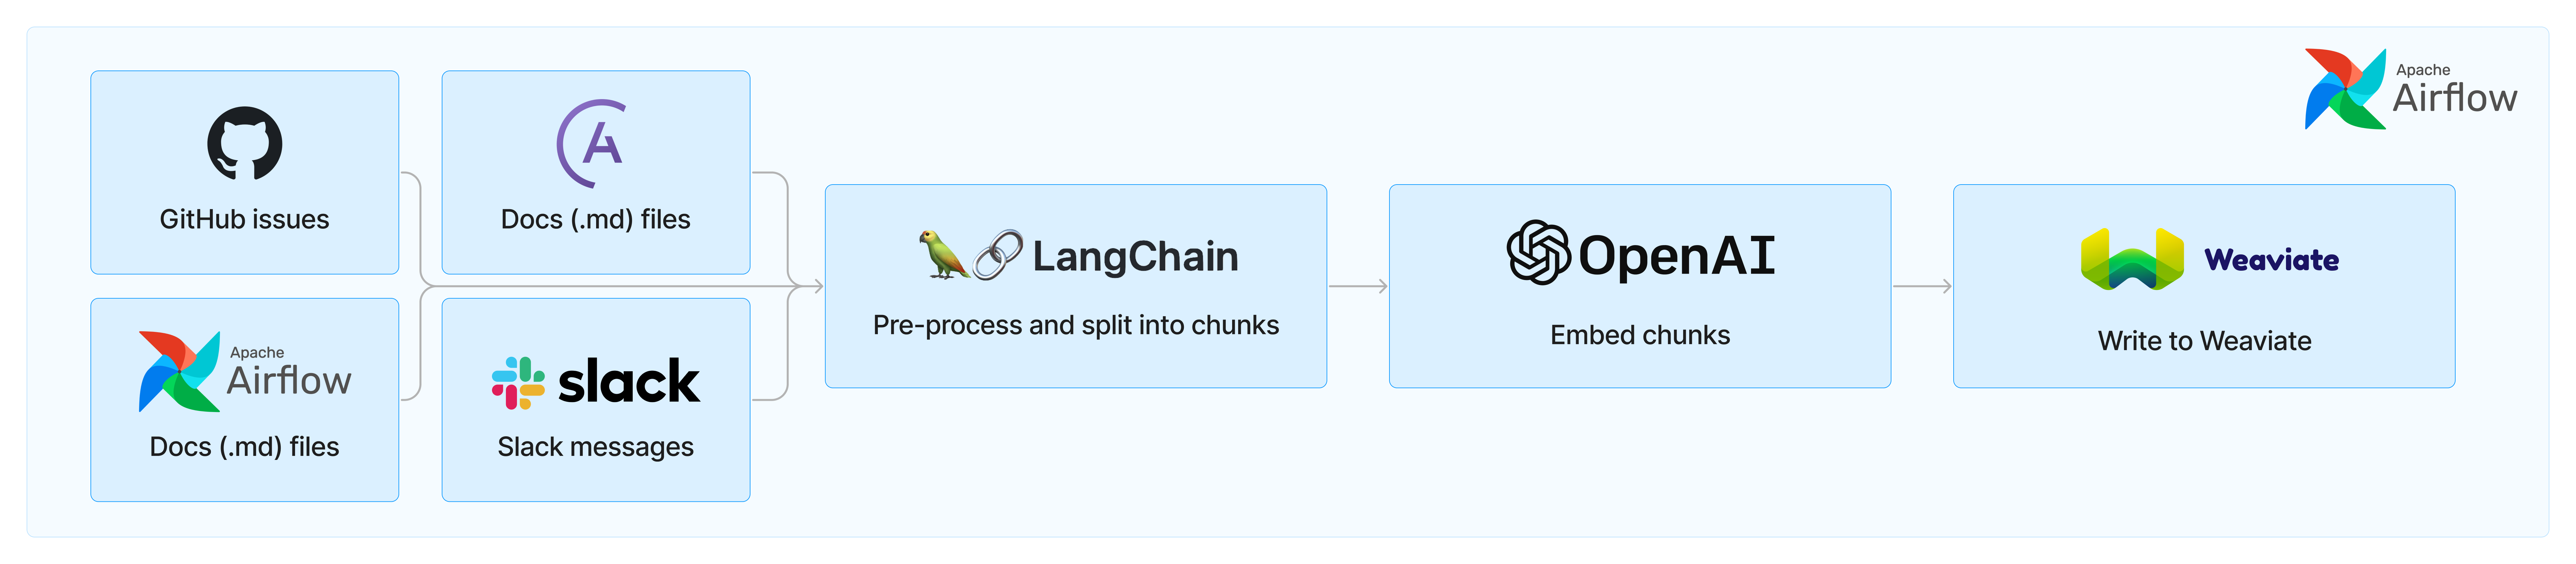 GitHub issues
Docs (.md) files
Apache
Airflow
Docs (.md) files
slack
Slack messages
LangChain
Pre-process and split into chunks
OpenAI
Embed chunks
Weaviate
Write to Weaviate
Apache
Airflow